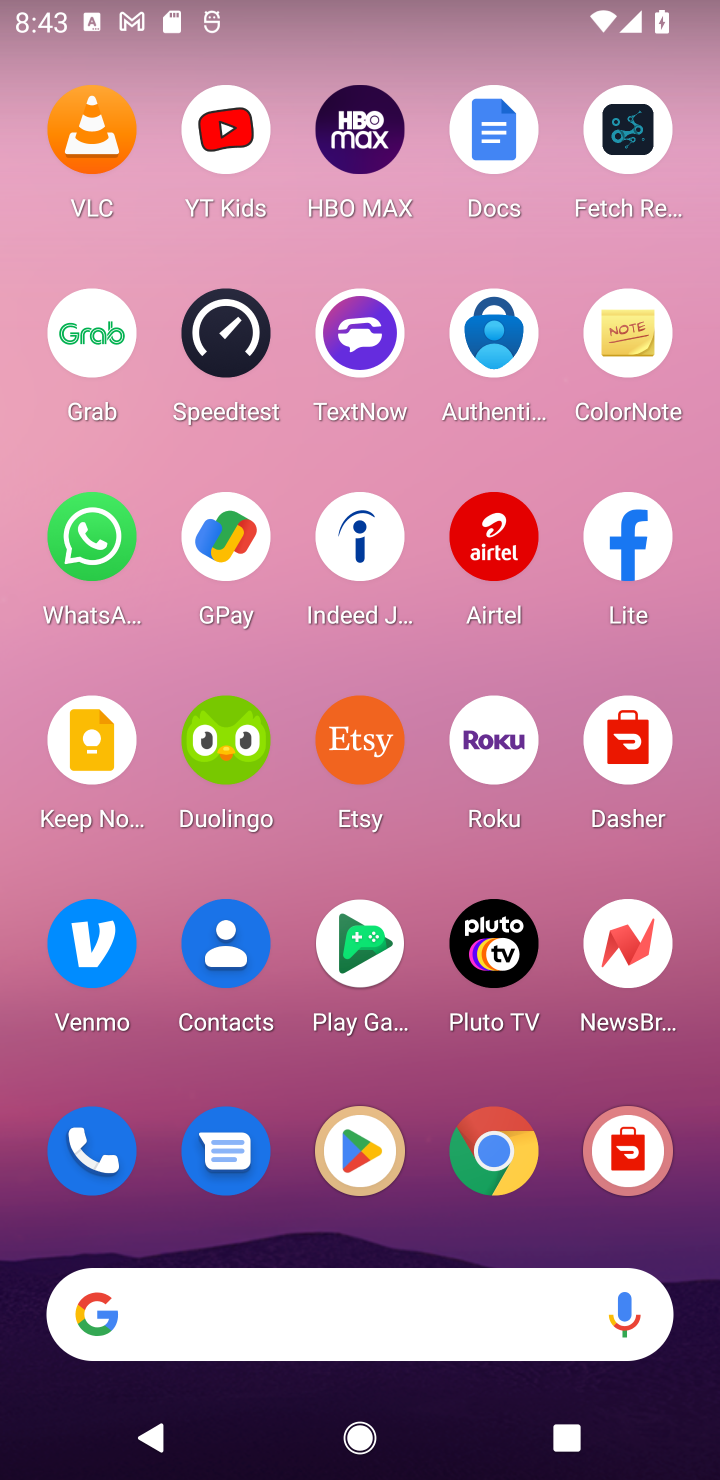 8:43
VLC YT Kids HBO MAX Docs Fetch Re...
Grab
Grab Speedtest TextNow Authenti... ColorNote
NOTE
WhatsA... GPay Indeed J... Airtel Lite
airtel
Keep No... Duolingo Etsy Roku Dasher
Etsy
ROKU
Venmo Contacts Play Ga... Pluto TV NewsBr...
pluto
tv
HBO
max